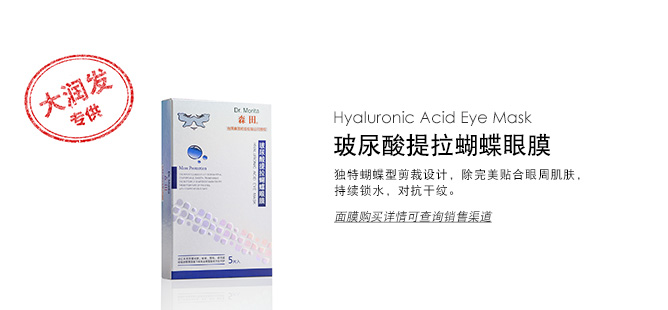 大润发
专供
Dr. Morita
森田
Moist Protection
玻尿酸提拉蝴蝶眼膜
5片入
Hyaluronic Acid Eye Mask
玻尿酸提拉蝴蝶眼膜
独特蝴蝶型剪裁设计，除完美贴合眼周肌肤，
持续锁水，对抗干纹。
面膜购买详情可查询销售渠道